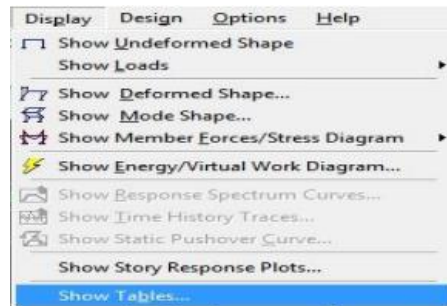 Display Design Options Help
Show Undeformed Shape
Show Loads
Show Deformed Shape...
Show Mode Shape...
Show Member Forces/Stress Diagram
Show Energy/Virtual Work Diagram...
Show Response Spectrum Curves...
Show Time History Traces...
Show Static Pushover Curve...
Show Story Response Plots...
Show Tables...